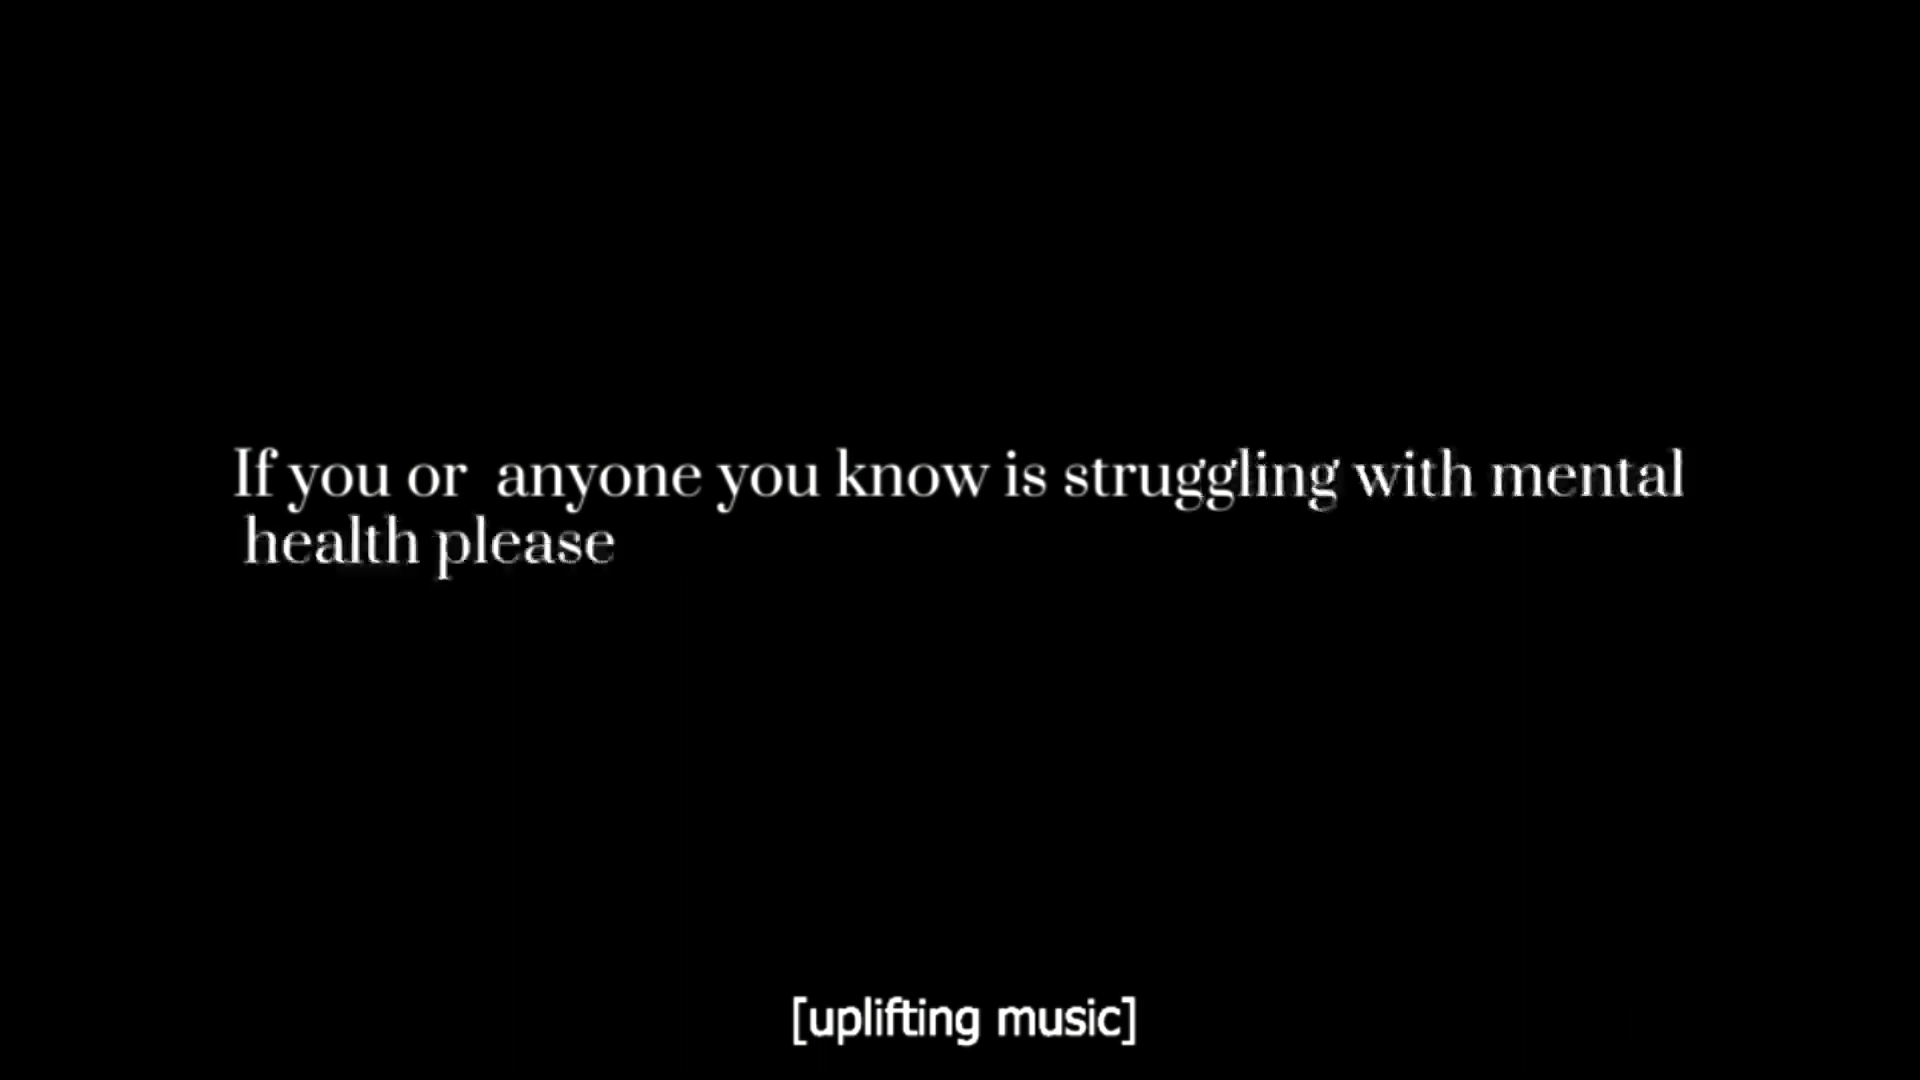 If you or  anyone you know is struggling with mental
health please
[uplifting music]